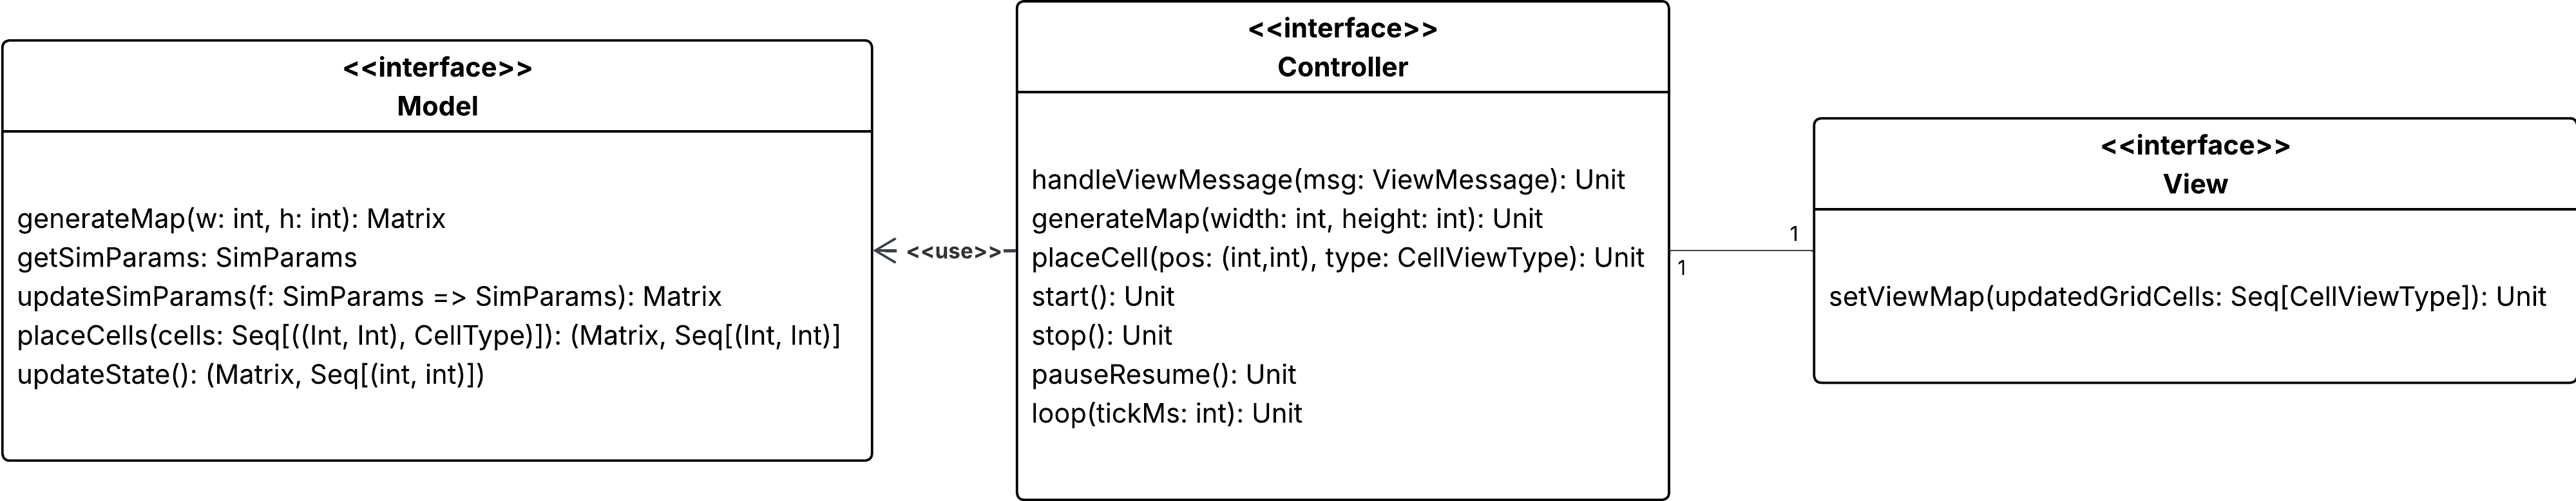 <<interface>>
Model
generateMap(w: int, h: int): Matrix
getSimParams: SimParams
updateSimParams(f: SimParams => SimParams): Matrix
placeCells(cells: Seq[((Int, Int), CellType)]): (Matrix, Seq[(Int, Int)]
updateState(): (Matrix, Seq[(int, int)])
<<use>>
<<interface>>
Controller
handleViewMessage(msg: ViewMessage): Unit
generateMap(width: int, height: int): Unit
placeCell(pos: (int,int), type: CellViewType): Unit
start(): Unit
stop(): Unit
pauseResume(): Unit
loop(tickMs: int): Unit
1
1
<<interface>>
View
setViewMap(updatedGridCells: Seq[CellViewType]): Unit